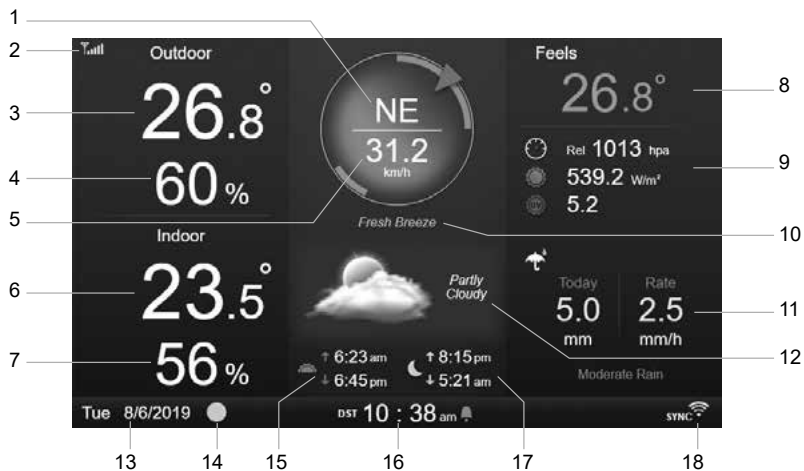 1
2
3
4
5
6
7
8
9
10
11
12
13
14
15
16
17
18
Outdoor
26.8°
60%
Indoor
23.5°
56%
NE
31.2
km/h
Fresh Breeze
Partly
Cloudy
↑ 6:23 am
↓ 6:45 pm
↑ 8:15 pm
↓ 5:21 am
Feels
26.8°
Rel 1013 hpa
539.2 W/m²
UV
5.2
Today
5.0
mm
Rate
2.5
mm/h
Moderate Rain
Tue 8/6/2019
DST 10 : 38 am
SYNC